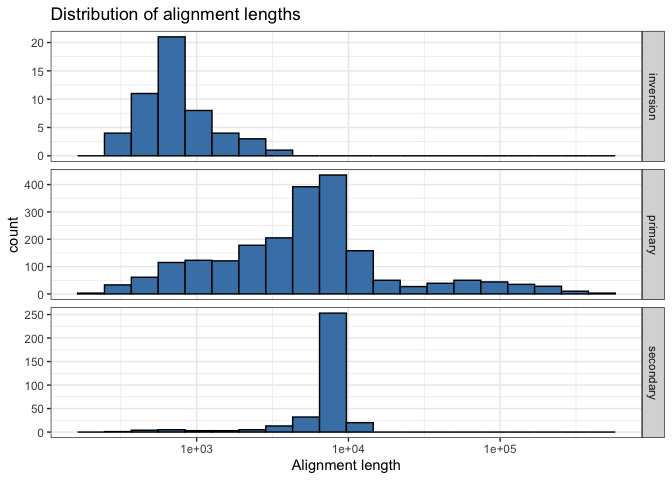 Distribution of alignment lengths
20
15
10
5
0
inversion
400
300
200
100
0
primary
250
200
150
100
50
0
secondary
count
1e+03 1e+04 1e+05
Alignment length